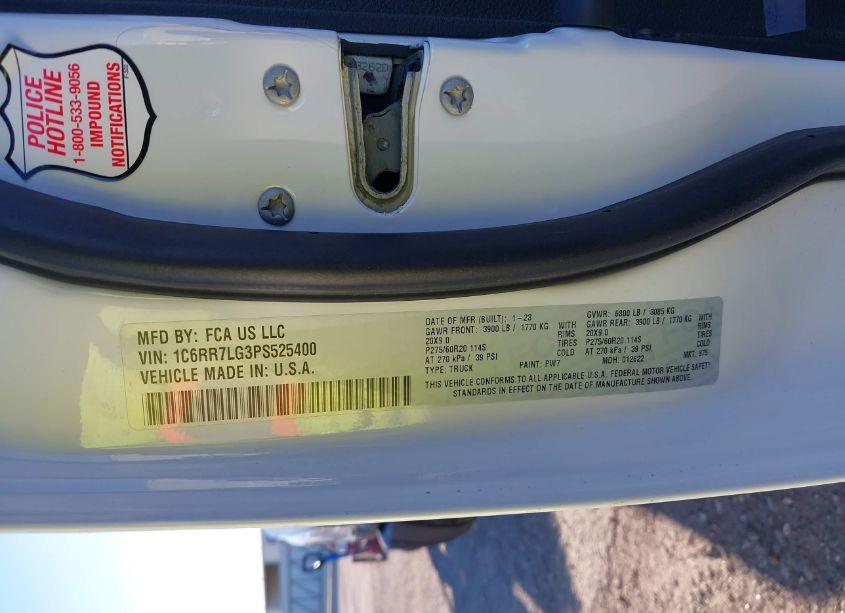 POLICE
HOTLINE
1-800-533-9056
IMPOUND
NOTIFICATIONS
MFD BY: FCA US LLC
VIN: 1C6RR7LG3PS525400
VEHICLE MADE IN: U.S.A.
DATE OF MFR (BUILT): 1-23 GVWR: 6800 LB / 3085 KG
GAWR FRONT: 3900 LB / 1770 KG WITH GAWR REAR: 3900 LB / 1770 KG WITH
20X9.0 RIMS 20X9.0 RIMS
P275/60R20 114S TIRES P275/60R20 114S TIRES
AT 270 kPa / 39 PSI COLD AT 270 kPa / 39 PSI COLD
TYPE: TRUCK PAINT: PW7 MDH: 012622 MKT: 875
THIS VEHICLE CONFORMS TO ALL APPLICABLE U.S.A. FEDERAL MOTOR VEHICLE SAFETY
STANDARDS IN EFFECT ON THE DATE OF MANUFACTURE SHOWN ABOVE.